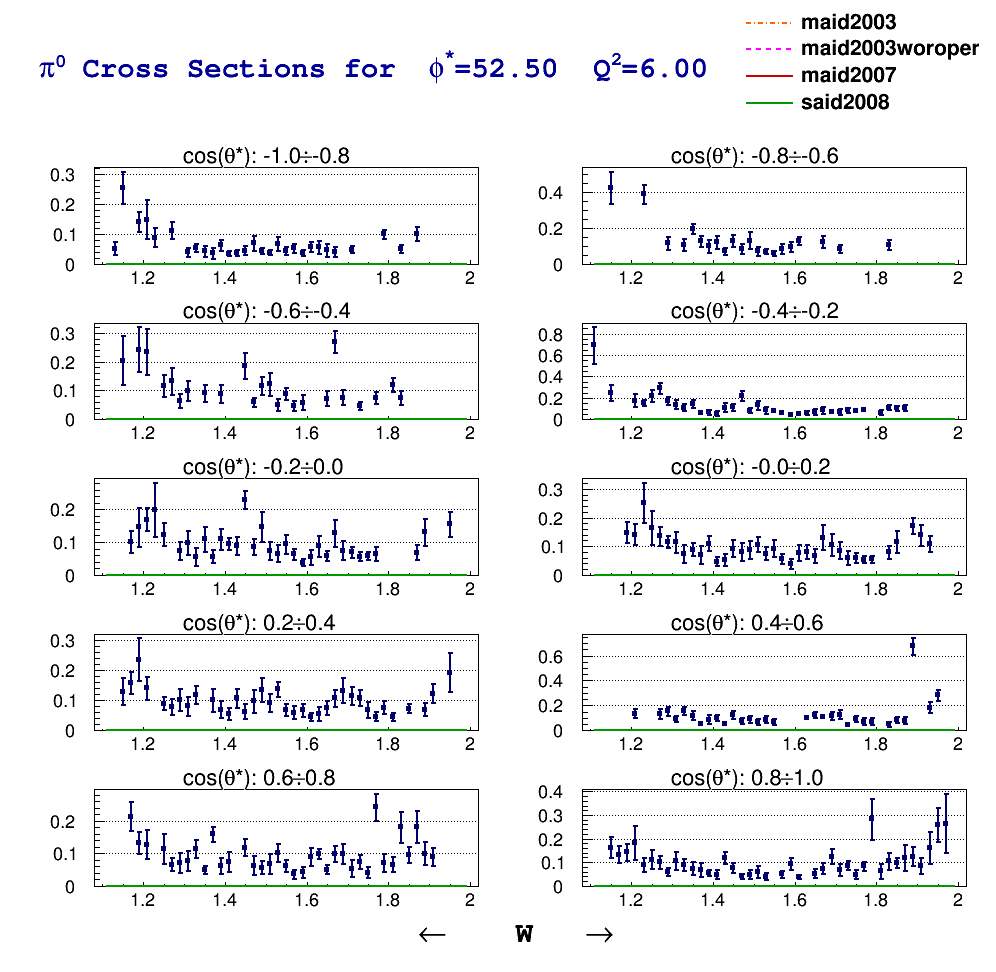 maid2003
maid2003woroper
maid2007
said2008
π⁰ Cross Sections for ϕ*=52.50 Q²=6.00
cos(θ*): -1.0÷-0.8
0.3
0.2
0.1
0
1.2 1.4 1.6 1.8 2
cos(θ*): -0.8÷-0.6
0.4
0.2
0
1.2 1.4 1.6 1.8 2
cos(θ*): -0.6÷-0.4
0.3
0.2
0.1
0
1.2 1.4 1.6 1.8 2
cos(θ*): -0.4÷-0.2
0.8
0.6
0.4
0.2
0
1.2 1.4 1.6 1.8 2
cos(θ*): -0.2÷0.0
0.2
0.1
0
1.2 1.4 1.6 1.8 2
cos(θ*): -0.0÷0.2
0.3
0.2
0.1
0
1.2 1.4 1.6 1.8 2
cos(θ*): 0.2÷0.4
0.3
0.2
0.1
0
1.2 1.4 1.6 1.8 2
cos(θ*): 0.4÷0.6
0.6
0.4
0.2
0
1.2 1.4 1.6 1.8 2
cos(θ*): 0.6÷0.8
0.2
0.1
0
1.2 1.4 1.6 1.8 2
cos(θ*): 0.8÷1.0
0.4
0.3
0.2
0.1
0
1.2 1.4 1.6 1.8 2
← W →